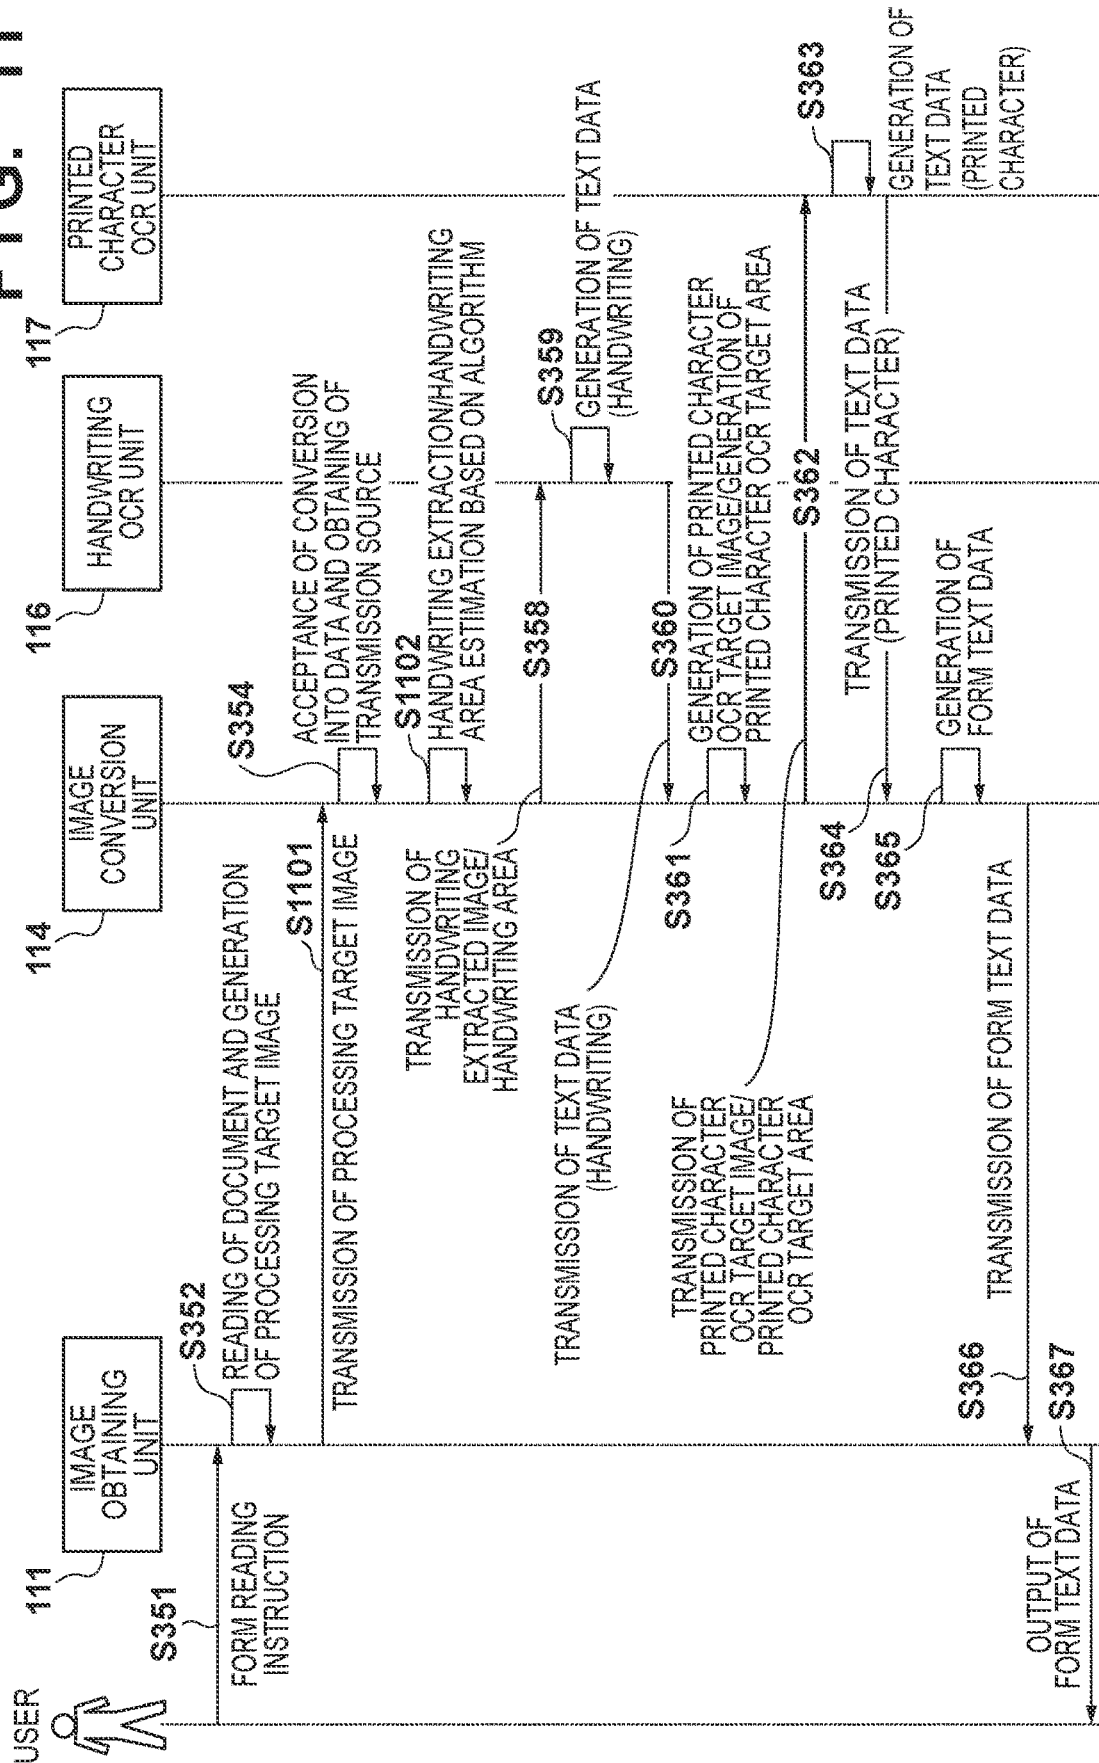 FIG. 11
USER
111
IMAGE
OBTAINING
UNIT
114
IMAGE
CONVERSION
UNIT
116
HANDWRITING
OCR UNIT
117
PRINTED
CHARACTER
OCR UNIT
S351
FORM READING
INSTRUCTION
S352
READING OF DOCUMENT AND GENERATION
OF PROCESSING TARGET IMAGE
S1101
TRANSMISSION OF PROCESSING TARGET IMAGE
S354
ACCEPTANCE OF CONVERSION
INTO DATA AND OBTAINING OF
TRANSMISSION SOURCE
S1102
HANDWRITING EXTRACTION/HANDWRITING
AREA ESTIMATION BASED ON ALGORITHM
TRANSMISSION OF
HANDWRITING
EXTRACTED IMAGE/
HANDWRITING AREA
S358
S359
GENERATION OF TEXT DATA
(HANDWRITING)
TRANSMISSION OF TEXT DATA
(HANDWRITING)
S360
S361
GENERATION OF PRINTED CHARACTER
OCR TARGET IMAGE/GENERATION OF
PRINTED CHARACTER OCR TARGET AREA
TRANSMISSION OF
PRINTED CHARACTER
OCR TARGET IMAGE/
PRINTED CHARACTER
OCR TARGET AREA
S362
S363
GENERATION OF
TEXT DATA
(PRINTED
CHARACTER)
S364
TRANSMISSION OF TEXT DATA
(PRINTED CHARACTER)
S365
GENERATION OF
FORM TEXT DATA
S366
TRANSMISSION OF FORM TEXT DATA
S367
OUTPUT OF
FORM TEXT DATA